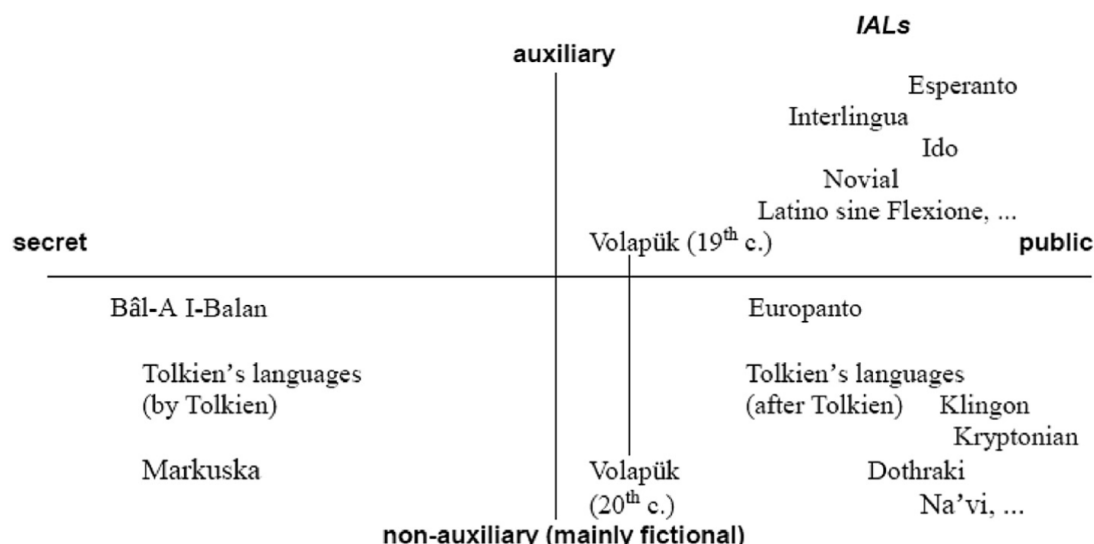 IALs
auxiliary
Esperanto
Interlingua
Ido
Novial
Latino sine Flexione, ...
secret
Volapük (19th c.)
public
Bâl-A I-Balan
Europanto
Tolkien’s languages
(by Tolkien)
Tolkien’s languages
(after Tolkien)
Klingon
Kryptonian
Markuska
Volapük
(20th c.)
Dothraki
Na’vi, ...
non-auxiliary (mainly fictional)